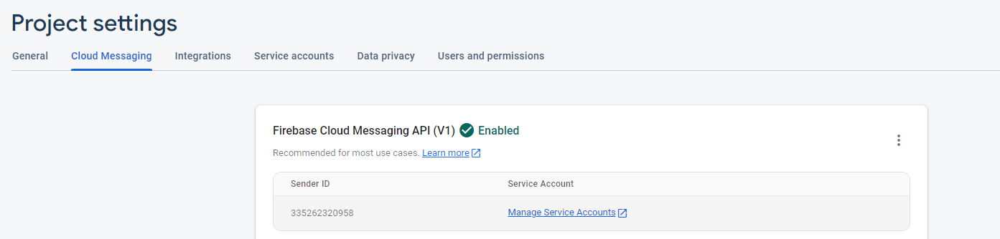 Project settings
General Cloud Messaging Integrations Service accounts Data privacy Users and permissions
Firebase Cloud Messaging API (V1) Enabled
Recommended for most use cases. Learn more
Sender ID Service Account
335262320958 Manage Service Accounts